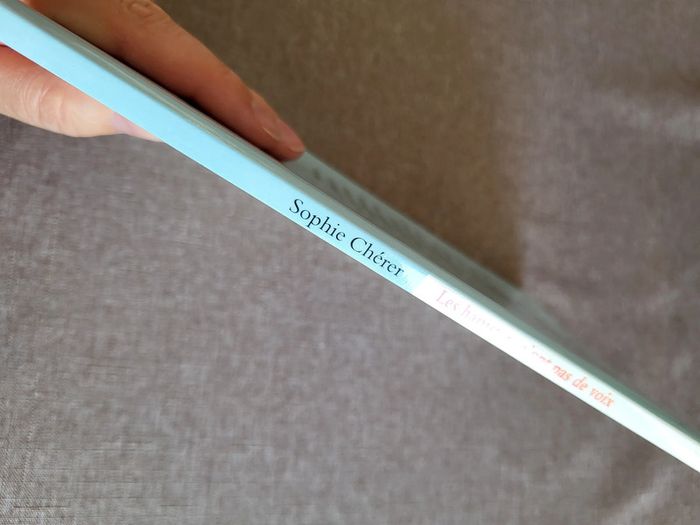 Sophie Chérer
Les pas de voix